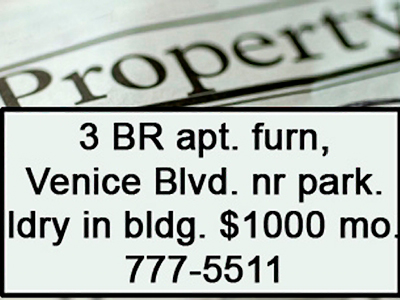 Property
3 BR apt. furn,
Venice Blvd. nr park.
ldry in bldg. $1000 mo.
777-5511